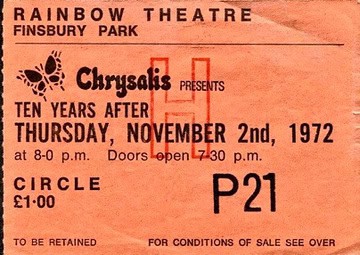 RAINBOW THEATRE
FINSBURY PARK
Chrysalis PRESENTS
H
TEN YEARS AFTER
THURSDAY, NOVEMBER 2nd, 1972
at 8-0 p.m. Doors open 7-30 p.m.
CIRCLE
£1·00
P21
TO BE RETAINED
FOR CONDITIONS OF SALE SEE OVER